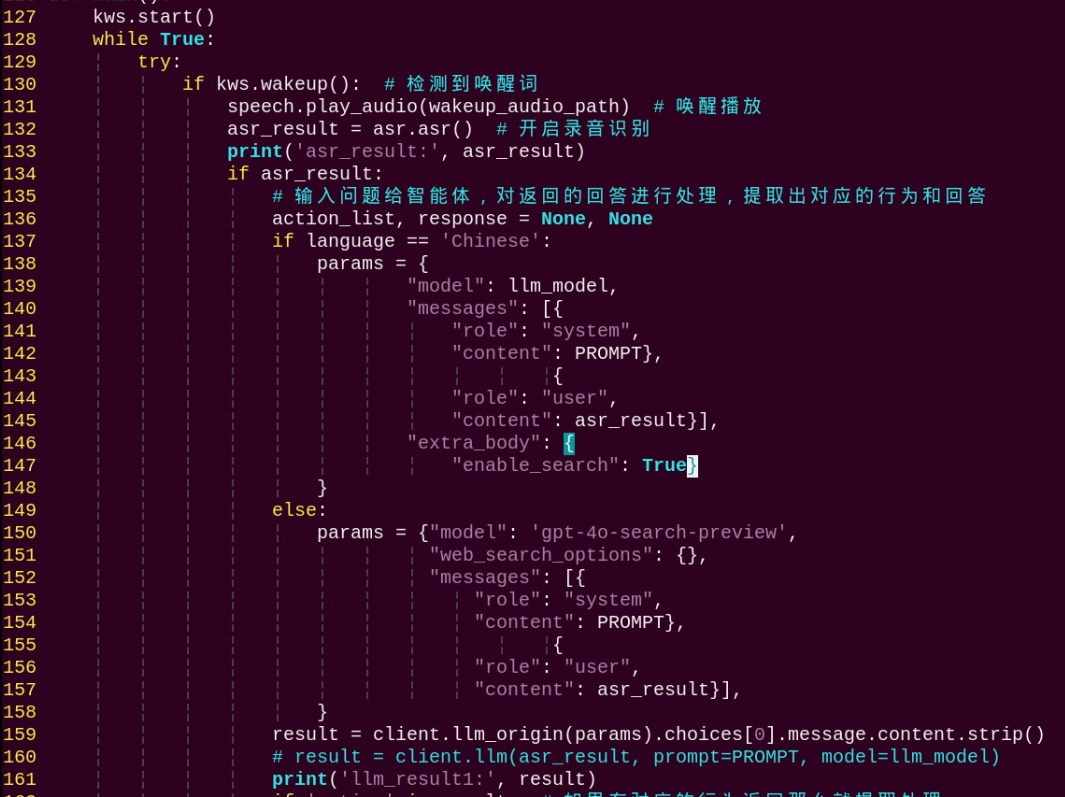 127     kws.start()
128     while True:
129         try:
130             if kws.wakeup():  # 检测到唤醒词
131                 speech.play_audio(wakeup_audio_path)  # 唤醒播放
132                 asr_result = asr.asr()  # 开启录音识别
133                 print('asr_result:', asr_result)
134                 if asr_result:
135                     # 输入问题给智能体，对返回的回答进行处理，提取出对应的行为和回答
136                     action_list, response = None, None
137                     if language == 'Chinese':
138                         params = {
139                                 "model": llm_model,
140                                 "messages": [{
141                                     "role": "system",
142                                     "content": PROMPT},
143                                              {
144                                     "role": "user",
145                                     "content": asr_result}],
146                                 "extra_body": {
147                                     "enable_search": True}
148                         }
149                     else:
150                         params = {"model": 'gpt-4o-search-preview',
151                                   "web_search_options": {},
152                                   "messages": [{
153                                       "role": "system",
154                                       "content": PROMPT},
155                                              {
156                                       "role": "user",
157                                       "content": asr_result}],
158                         }
159                     result = client.llm_origin(params).choices[0].message.content.strip()
160                     # result = client.llm(asr_result, prompt=PROMPT, model=llm_model)
161                     print('llm_result1:', result)